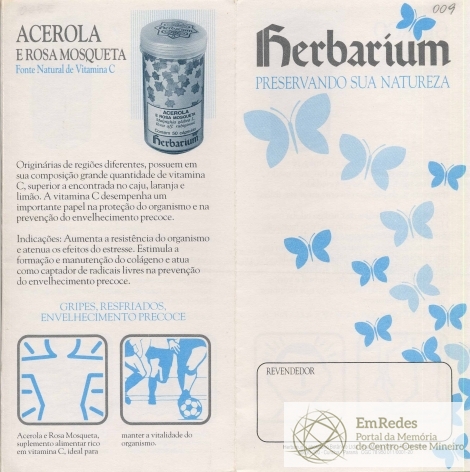 ACEROLA
E ROSA MOSQUETA
Fonte Natural de Vitamina C
ACEROLA
E ROSA MOSQUETA
Herbarium
Originárias de regiões diferentes, possuem em
sua composição grande quantidade de vitamina
C, superior a encontrada no caju, laranja e
limão. A vitamina C desempenha um
importante papel na proteção do organismo e na
prevenção do envelhecimento precoce.
Indicações: Aumenta a resistência do organismo
e atenua os efeitos do estresse. Estimula a
formação e manutenção do colágeno e atua
como captador de radicais livres na prevenção
do envelhecimento precoce.
GRIPES, RESFRIADOS,
ENVELHECIMENTO PRECOCE
Acerola e Rosa Mosqueta,
suplemento alimentar rico
em vitamina C, ideal para
manter a vitalidade do
organismo.
009
Herbarium
PRESERVANDO SUA NATUREZA
REVENDEDOR
EmRedes
Portal da Memória
do Centro-Oeste Mineiro